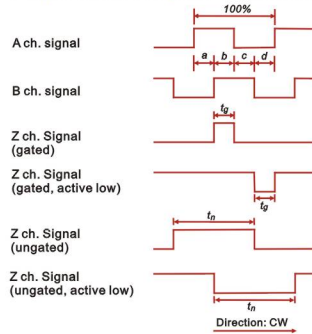 100%
A ch. signal
a b c d
B ch. signal
tg
Z ch. Signal
(gated)
Z ch. Signal
(gated, active low)
tg
tn
Z ch. Signal
(ungated)
Z ch. Signal
(ungated, active low)
tn
Direction: CW